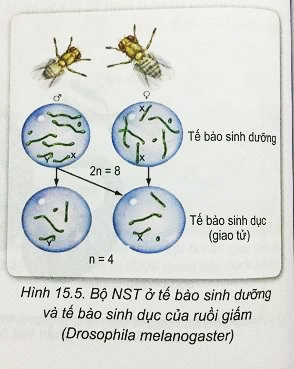 ♂
♀
x
Y
x
x
Tế bào sinh dưỡng
2n = 8
Tế bào sinh dục
(giao tử)
n = 4
Hình 15.5. Bộ NST ở tế bào sinh dưỡng
và tế bào sinh dục của ruồi giấm
(Drosophila melanogaster)